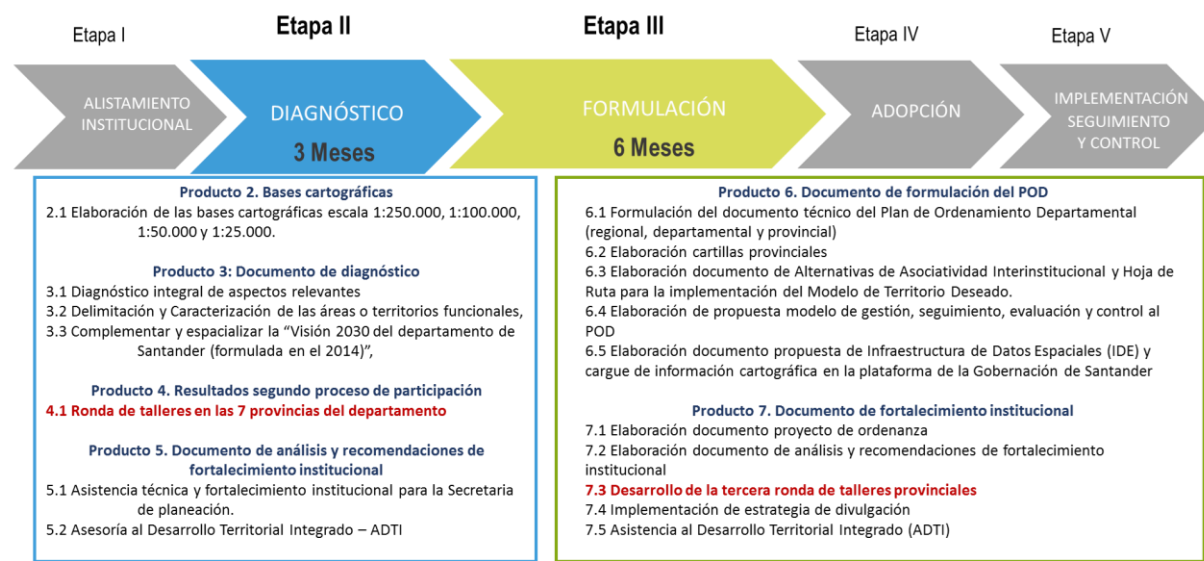 Etapa I
Etapa II
Etapa III
Etapa IV
Etapa V
ALISTAMIENTO
INSTITUCIONAL
DIAGNÓSTICO
3 Meses
FORMULACIÓN
6 Meses
ADOPCIÓN
IMPLEMENTACIÓN
SEGUIMIENTO
Y CONTROL
Producto 2. Bases cartográficas
2.1 Elaboración de las bases cartográficas escala 1:250.000, 1:100.000,
1:50.000 y 1:25.000.
Producto 3: Documento de diagnóstico
3.1 Diagnóstico integral de aspectos relevantes
3.2 Delimitación y Caracterización de las áreas o territorios funcionales,
3.3 Complementar y espacializar la “Visión 2030 del departamento de
Santander (formulada en el 2014)”,
Producto 4. Resultados segundo proceso de participación
4.1 Ronda de talleres en las 7 provincias del departamento
Producto 5. Documento de análisis y recomendaciones de
fortalecimiento institucional
5.1 Asistencia técnica y fortalecimiento institucional para la Secretaria
de planeación.
5.2 Asesoría al Desarrollo Territorial Integrado – ADTI
Producto 6. Documento de formulación del POD
6.1 Formulación del documento técnico del Plan de Ordenamiento Departamental
(regional, departamental y provincial)
6.2 Elaboración cartillas provinciales
6.3 Elaboración documento de Alternativas de Asociatividad Interinstitucional y Hoja de
Ruta para la implementación del Modelo de Territorio Deseado.
6.4 Elaboración de propuesta modelo de gestión, seguimiento, evaluación y control al
POD
6.5 Elaboración documento propuesta de Infraestructura de Datos Espaciales (IDE) y
cargue de información cartográfica en la plataforma de la Gobernación de Santander
Producto 7. Documento de fortalecimiento institucional
7.1 Elaboración documento proyecto de ordenanza
7.2 Elaboración documento de análisis y recomendaciones de fortalecimiento
institucional
7.3 Desarrollo de la tercera ronda de talleres provinciales
7.4 Implementación de estrategia de divulgación
7.5 Asistencia al Desarrollo Territorial Integrado (ADTI)